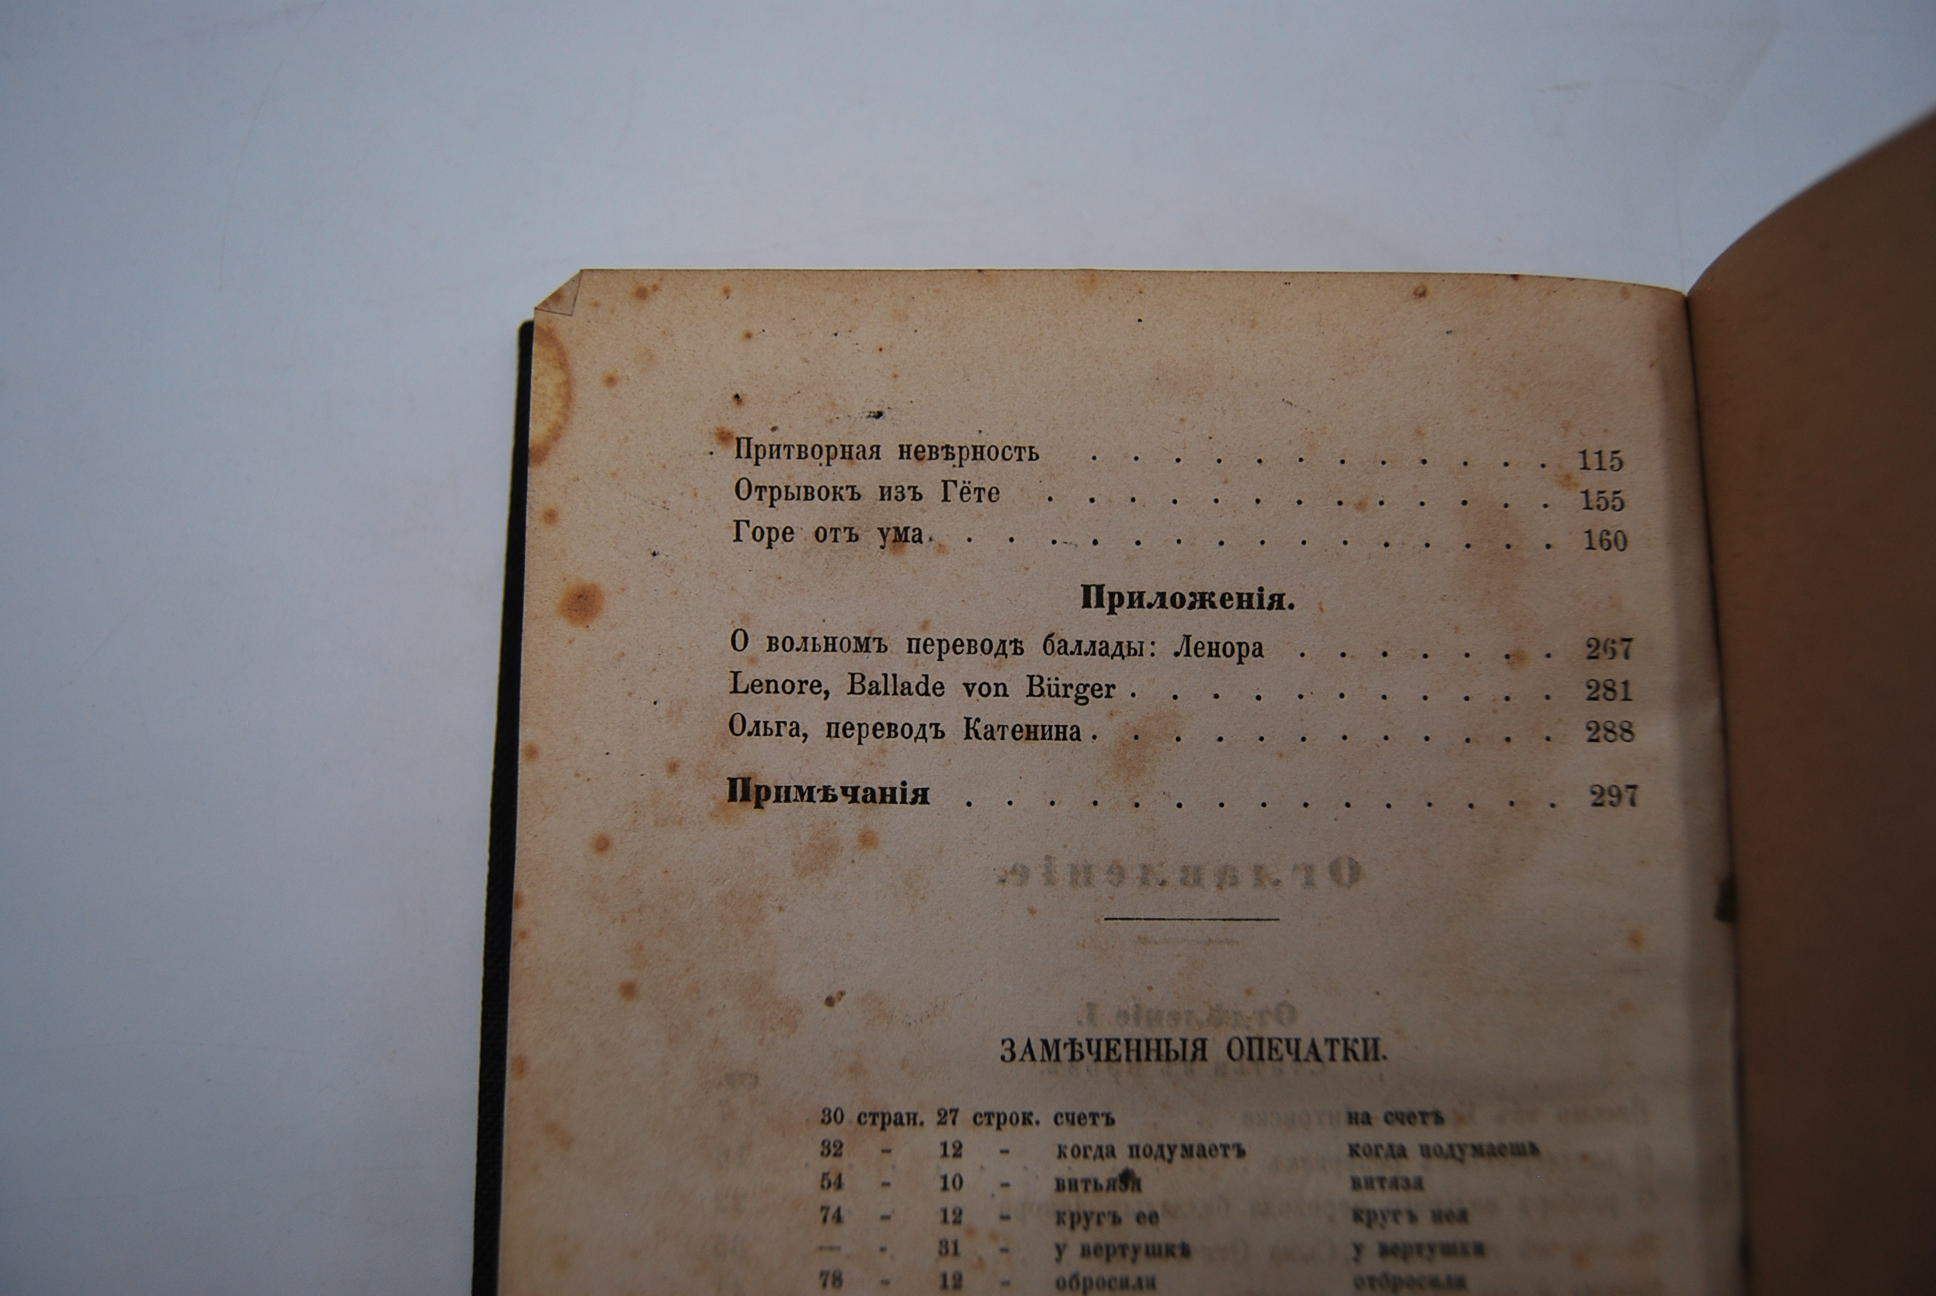 Притворная невѣрность . . . . . . . . . . . . 115
Отрывокъ изъ Гёте . . . . . . . . . . . . . 155
Горе отъ ума. . . . . . . . . . . . . . . . 160
Приложенія.
О вольномъ переводѣ баллады: Ленора . . . . . . . 267
Lenore, Ballade von Bürger . . . . . . . . . . . 281
Ольга, переводъ Катенина . . . . . . . . . . . . 288
Примѣчанія . . . . . . . . . . . . . . . 297
ЗАМѢЧЕННЫЯ ОПЕЧАТКИ.
30 стран. 27 строк. счетъ на счетъ
32 - 12 - когда подумаетъ когда подумаешь
54 - 10 - витьязя витязя
74 - 12 - кругъ ее кругъ нея
— - 31 - у вертушкѣ у вертушки
78 - 12 - обросили отбросили